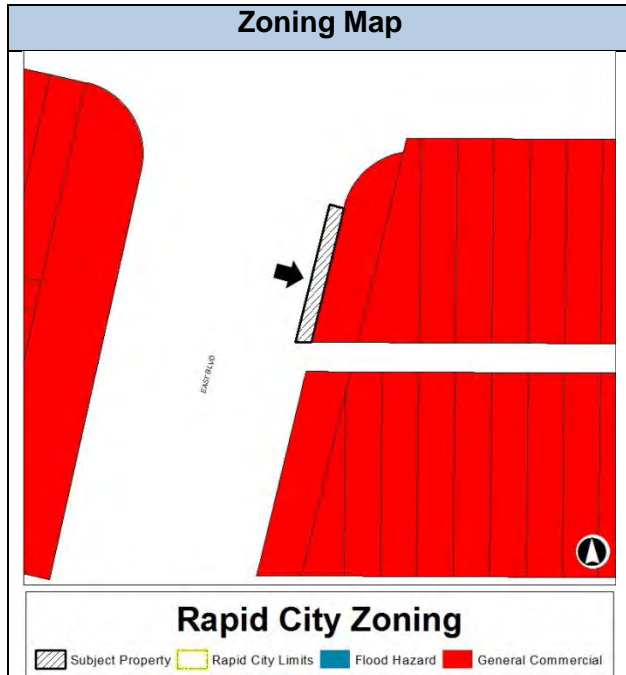 Zoning Map
EAST BLVD
Rapid City Zoning
Subject Property Rapid City Limits Flood Hazard General Commercial